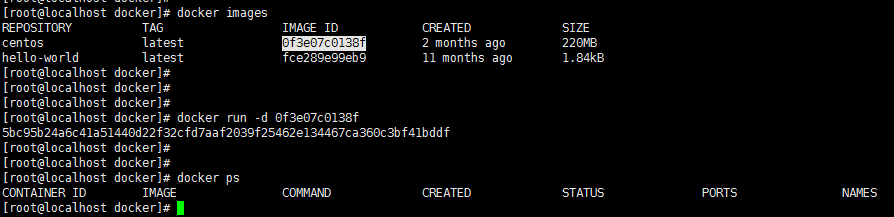 [root@localhost docker]# docker images
REPOSITORY TAG IMAGE ID CREATED SIZE
centos latest 0f3e07c0138f 2 months ago 220MB
hello-world latest fce289e99eb9 11 months ago 1.84kB
[root@localhost docker]#
[root@localhost docker]#
[root@localhost docker]#
[root@localhost docker]# docker run -d 0f3e07c0138f
5bc95b24a6c41a51440d22f32cfd7aaf2039f25462e134467ca360c3bf41bddf
[root@localhost docker]#
[root@localhost docker]#
[root@localhost docker]# docker ps
CONTAINER ID IMAGE COMMAND CREATED STATUS PORTS NAMES
[root@localhost docker]#